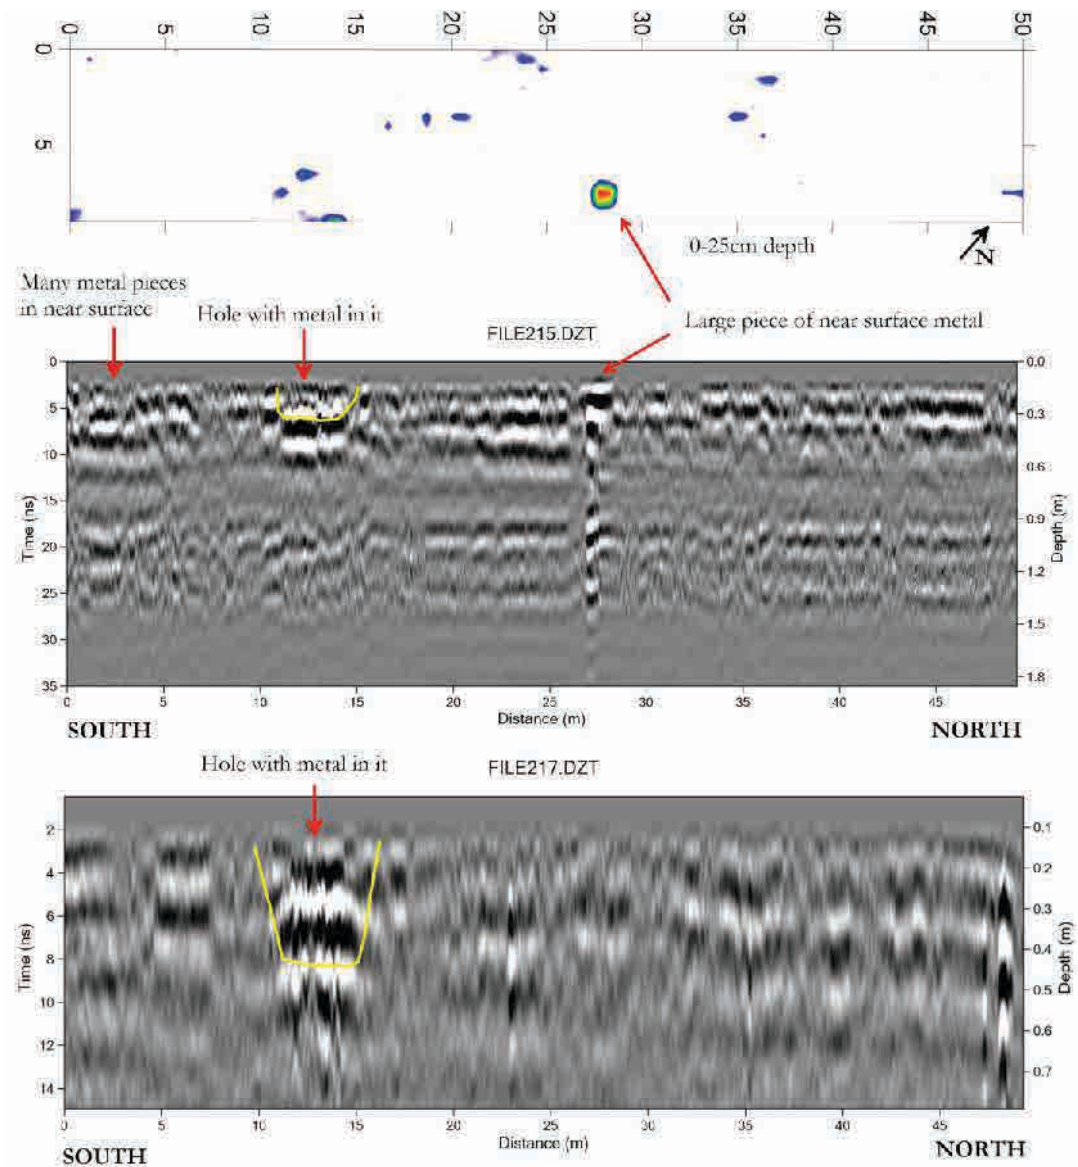 0 5 10 15 20 25 30 35 40 45 50
0
5
0-25cm depth
N
Many metal pieces
in near surface
Hole with metal in it
Large piece of near surface metal
FILE215.DZT
0 5 10 15 20 25 30 35
Time (ns)
0.0 0.3 0.6 0.9 1.2 1.5 1.8
Depth (m)
0 5 10 15 20 25 30 35 40 45
Distance (m)
SOUTH
NORTH
Hole with metal in it
FILE217.DZT
2 4 6 8 10 12 14
Time (ns)
0.1 0.2 0.3 0.4 0.5 0.6 0.7
Depth (m)
0 5 10 15 20 25 30 35 40 45
Distance (m)
SOUTH
NORTH